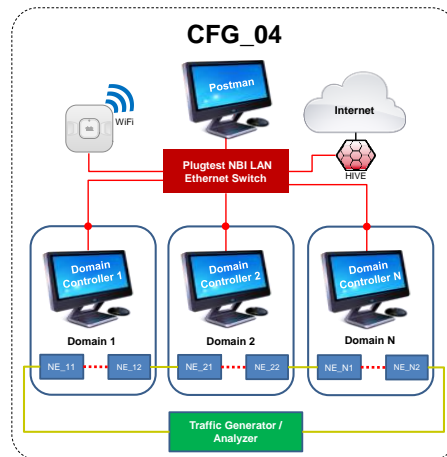 CFG_04
Postman
WiFi
Internet
HIVE
Plugtest NBI LAN
Ethernet Switch
Domain
Controller 1
Domain
Controller 2
Domain
Controller N
Domain 1
Domain 2
Domain N
NE_11
NE_12
NE_21
NE_22
NE_N1
NE_N2
Traffic Generator /
Analyzer